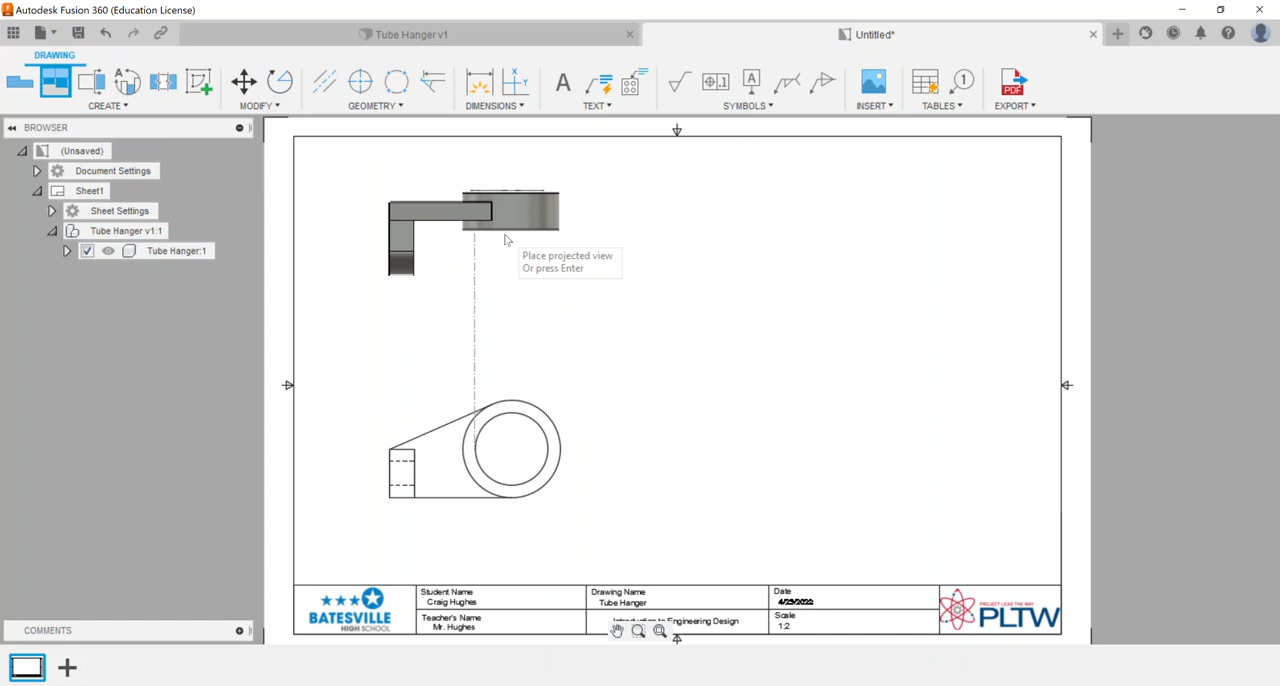 Autodesk Fusion 360 (Education License)
Tube Hanger v1
Untitled*
DRAWING
CREATE
MODIFY
GEOMETRY
DIMENSIONS
TEXT
SYMBOLS
INSERT
TABLES
EXPORT
BROWSER
(Unsaved)
Document Settings
Sheet1
Sheet Settings
Tube Hanger v1:1
Tube Hanger:1
Place projected view
Or press Enter
BATESVILLE
HIGH SCHOOL
Student Name
Craig Hughes
Teacher's Name
Mr. Hughes
Drawing Name
Tube Hanger
Introduction to Engineering Design
Date
4/25/2022
Scale
1:2
PROJECT LEAD THE WAY
PLTW
COMMENTS